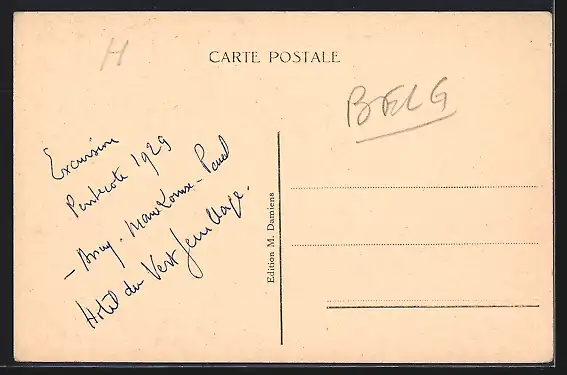 H
CARTE POSTALE
BELG
Excursion
Pentecote 1929
Hotel du Vert feuillage.
Edition M. Damiens